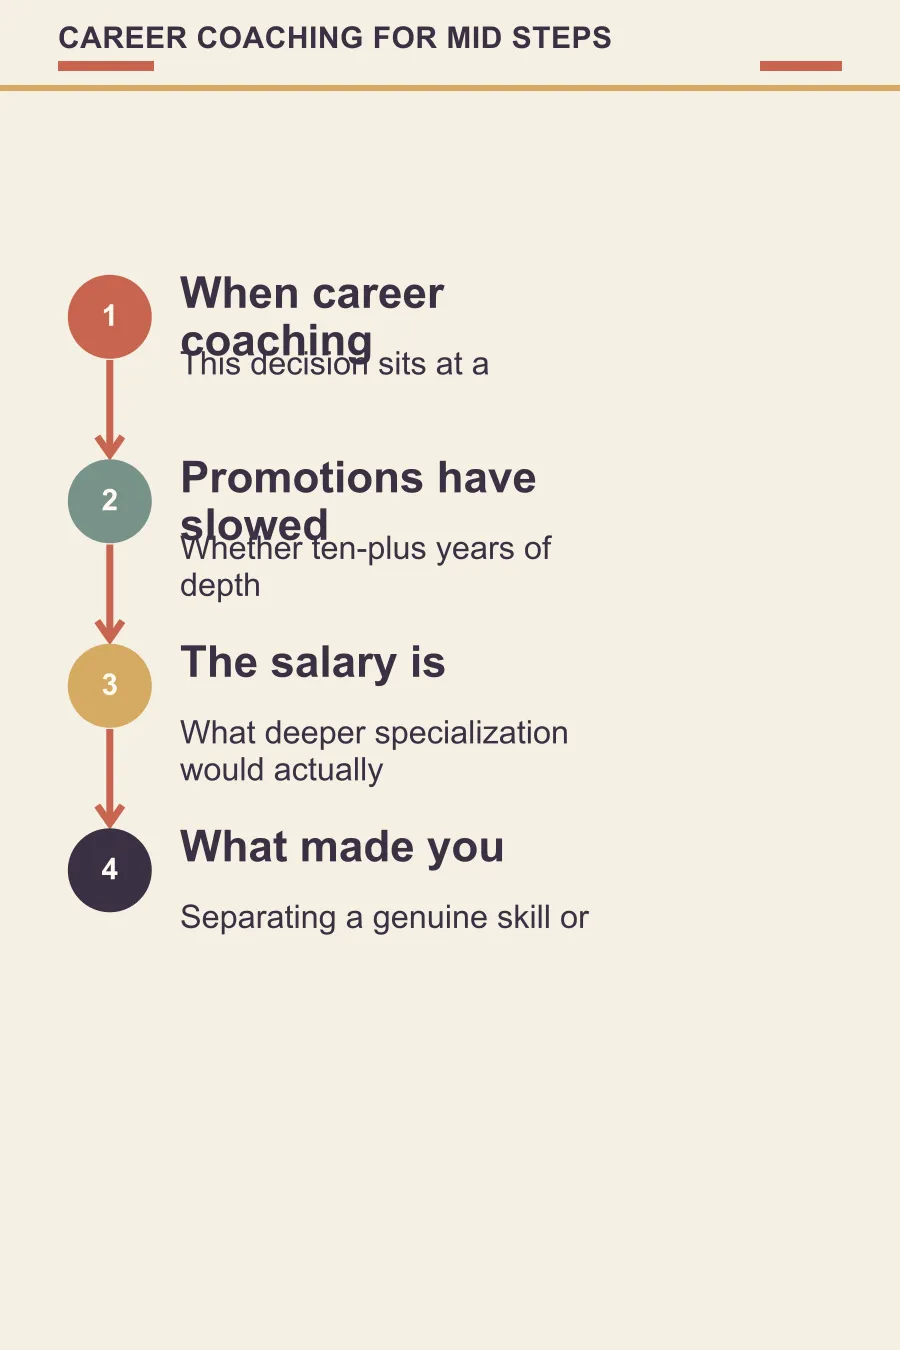 CAREER COACHING FOR MID STEPS
1
When career
coaching
This decision sits at a
2
Promotions have
slowed
Whether ten-plus years of
depth
3
The salary is
What deeper specialization
would actually
4
What made you
Separating a genuine skill or